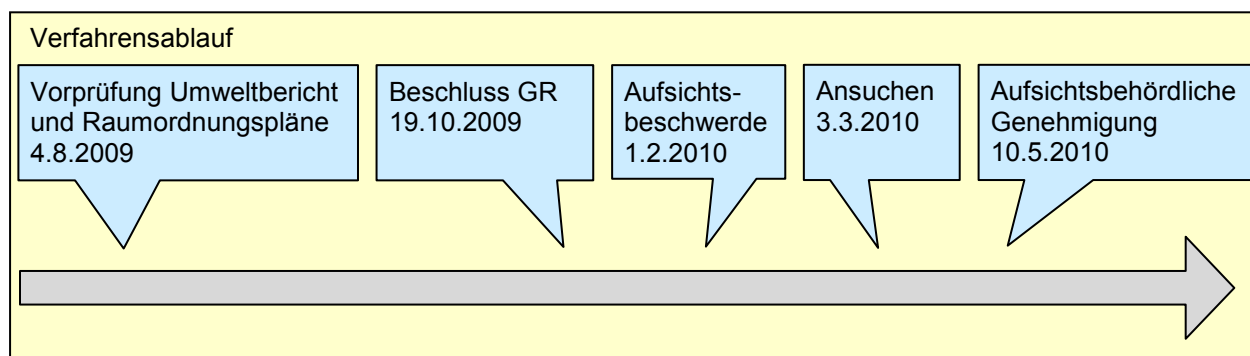 Verfahrensablauf
Vorprüfung Umweltbericht
und Raumordnungspläne
4.8.2009
Beschluss GR
19.10.2009
Aufsichts-
beschwerde
1.2.2010
Ansuchen
3.3.2010
Aufsichtsbehördliche
Genehmigung
10.5.2010